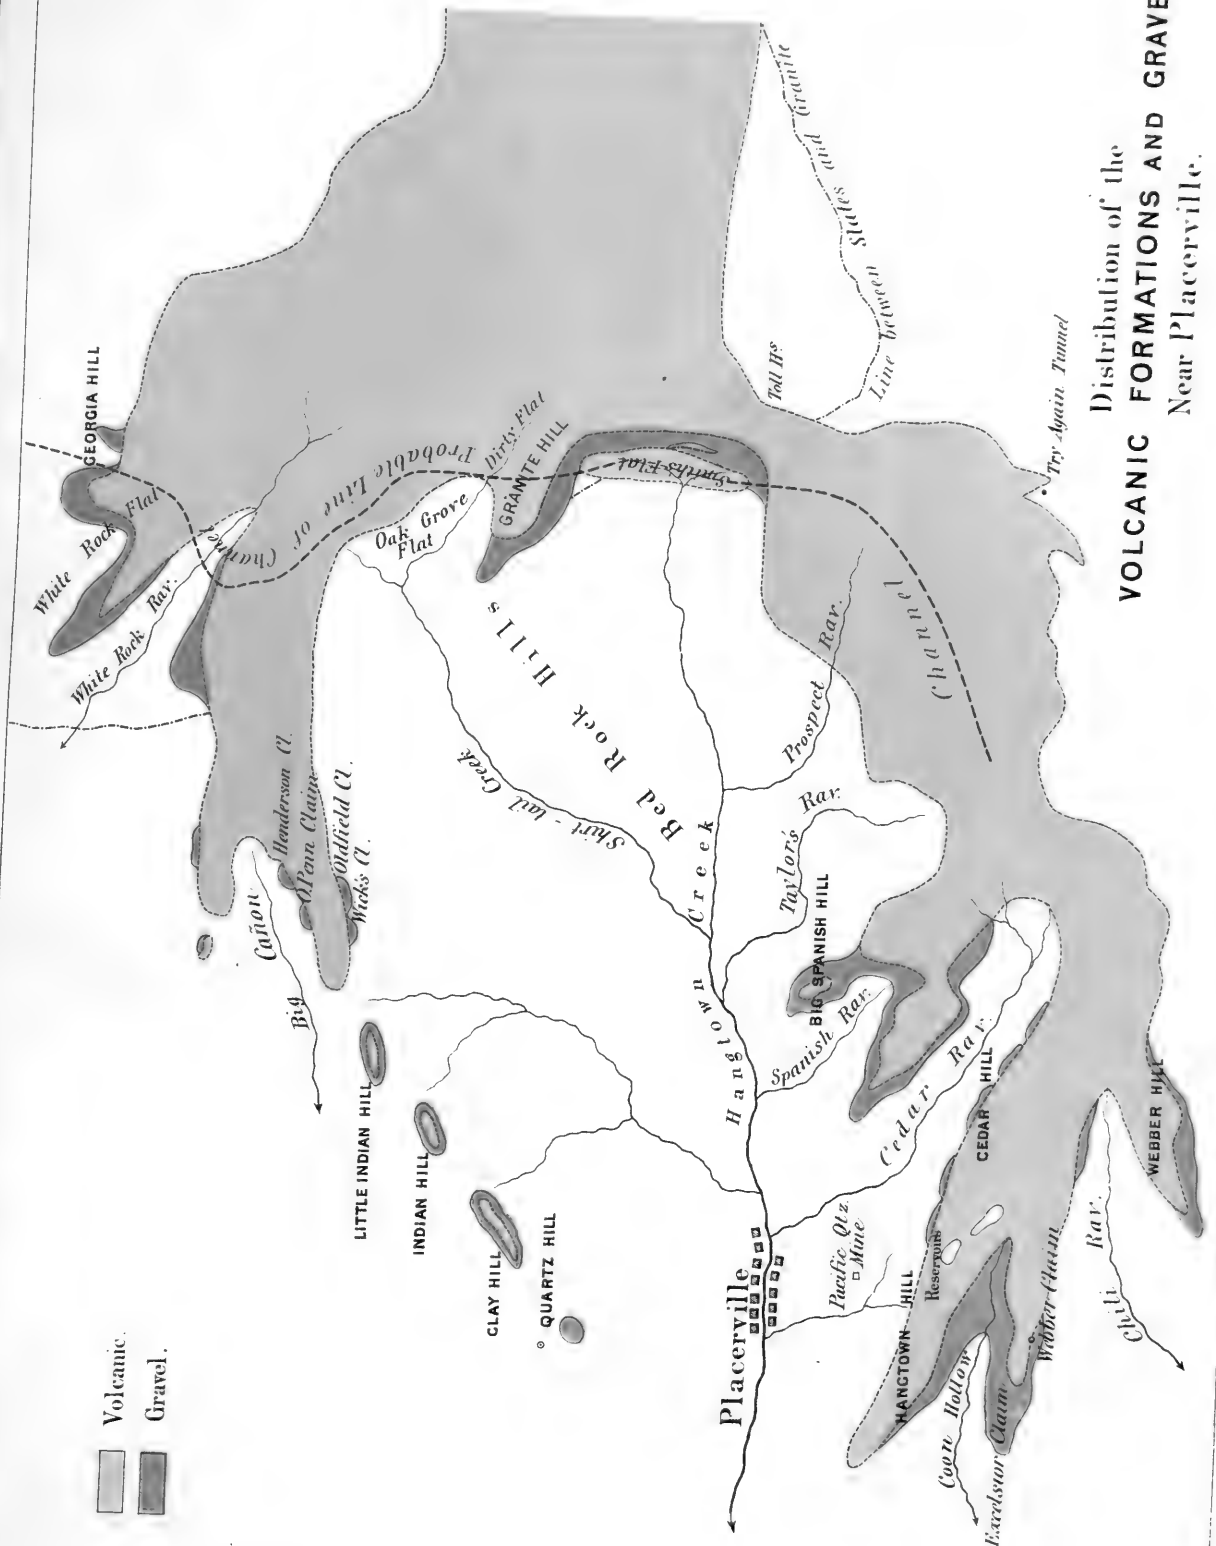 Distribution of the
VOLCANIC FORMATIONS AND GRAVE
Near Placerville.
Volcanic.
Gravel.
GEORGIA HILL
White Rock Flat
White Rock Rav.
Probable Line of Channel
Dirty Flat
Oak Grove
Flat
GRANITE HILL
Smith's Flat
Toll Hs
Line between Slates and Granite
Try Again Tunnel
Channel
Bed Rock Hills
Shirt-tail Creek
Prospect Rav.
Taylor's Rav.
Hangtown Creek
Henderson Cl.
O.Penn Claim
Oldfield Cl.
Wicks Cl.
Big Cañon
LITTLE INDIAN HILL
INDIAN HILL
CLAY HILL
QUARTZ HILL
BIG SPANISH HILL
Spanish Rav.
Cedar Rav.
CEDAR HILL
WEBBER HILL
Placerville
Pacific Qtz.
Mine
Reservoirs
HANGTOWN HILL
Webber Claim
Chili Rav.
Coon Hollow
Excelsior Claim